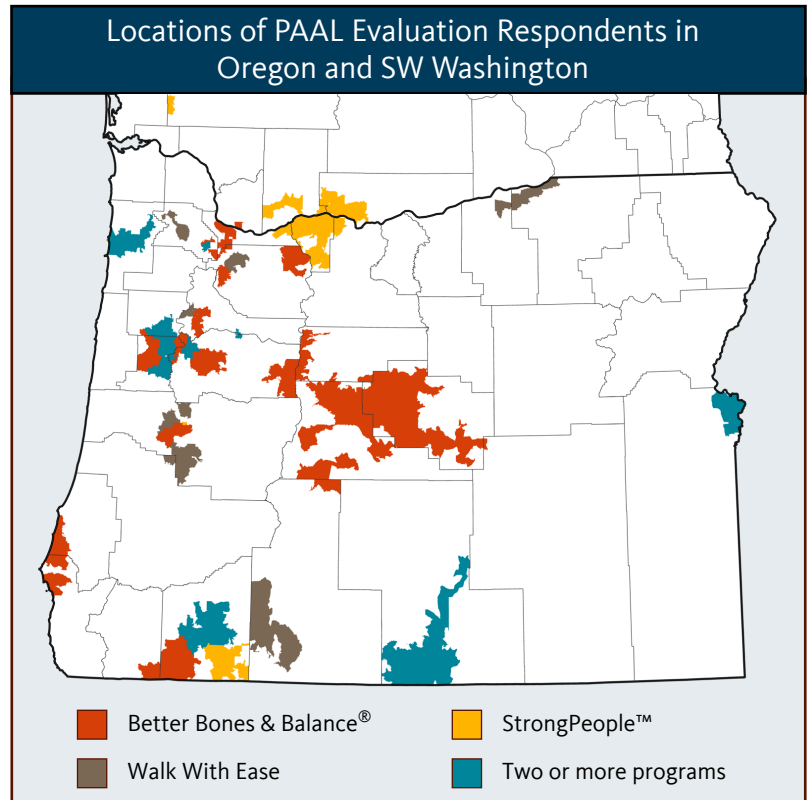 Locations of PAAL Evaluation Respondents in
Oregon and SW Washington
Better Bones & Balance®
StrongPeople™
Walk With Ease
Two or more programs